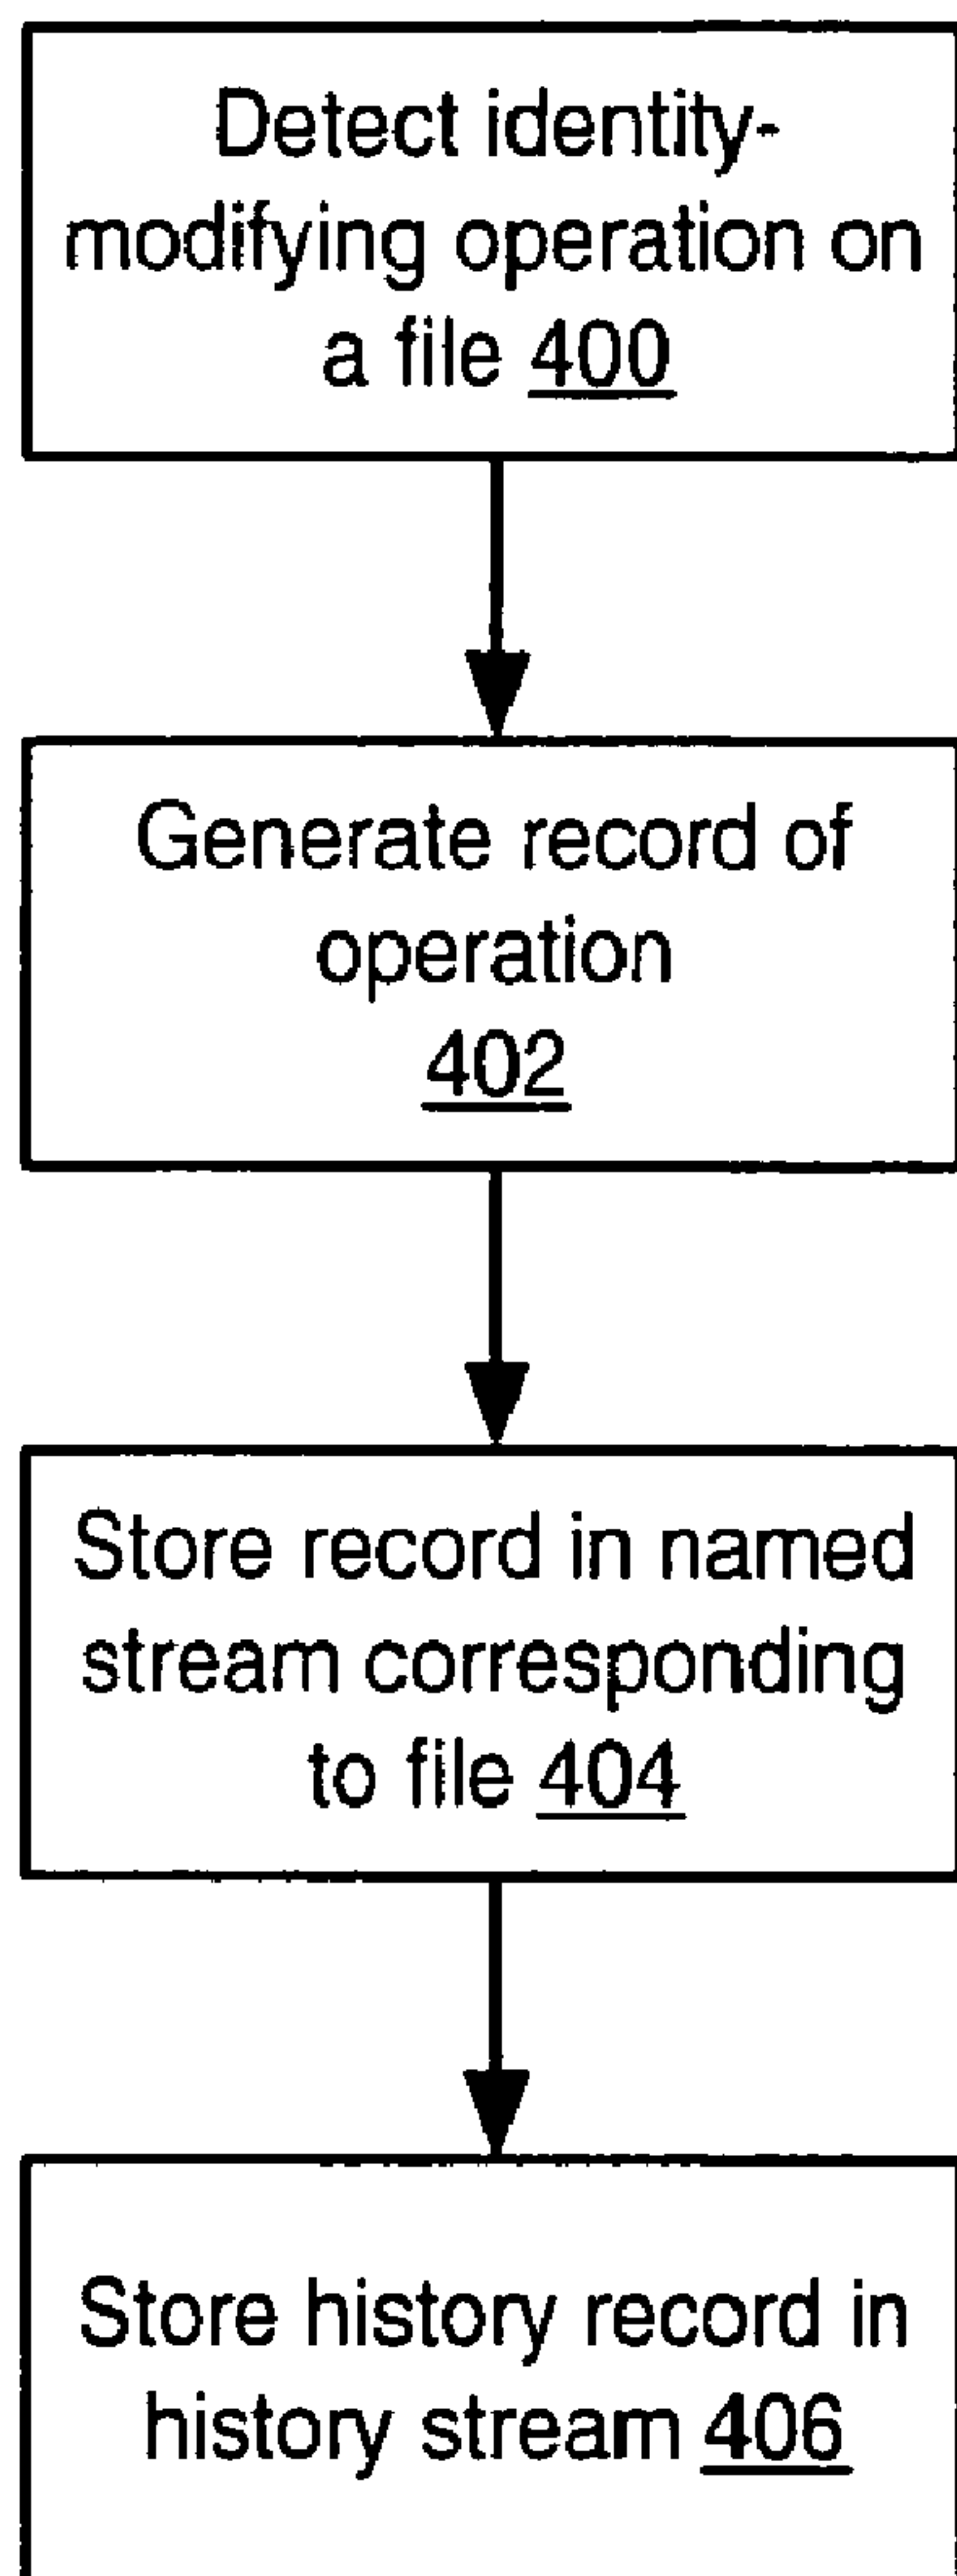 Detect identity-
modifying operation on
a file 400
Generate record of
operation
402
Store record in named
stream corresponding
to file 404
Store history record in
history stream 406